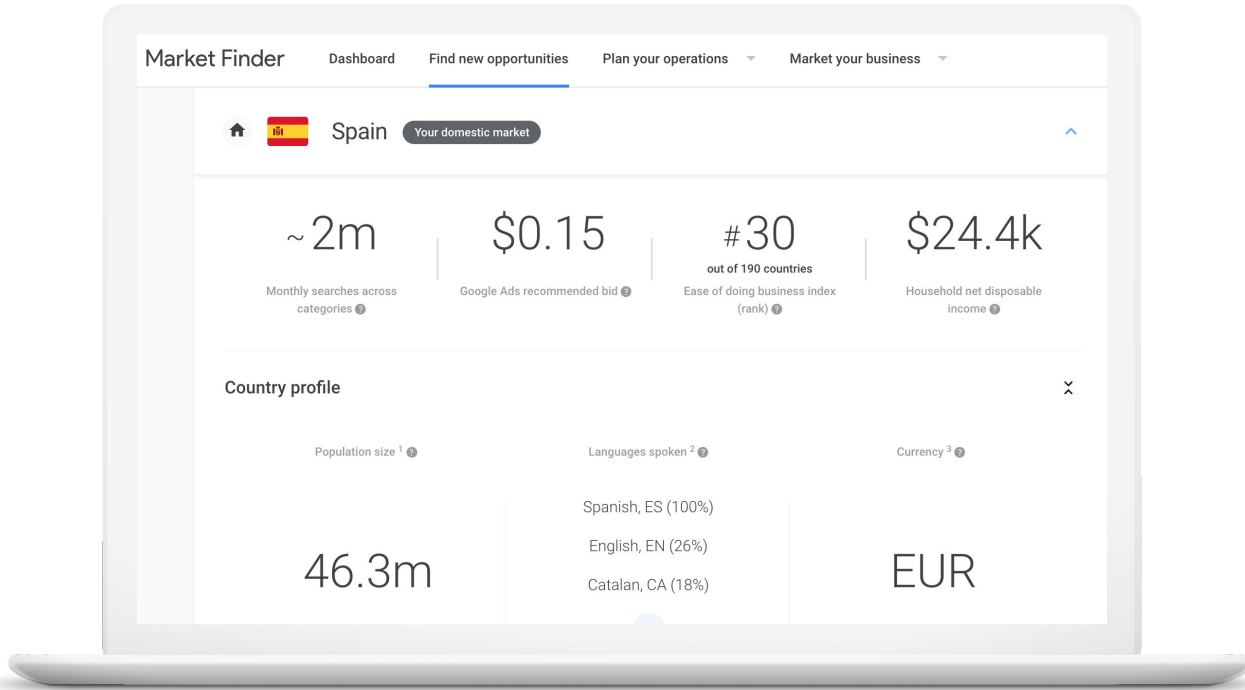 Market Finder Dashboard Find new opportunities Plan your operations Market your business
Spain Your domestic market
~2m $0.15 #30 $24.4k
out of 190 countries
Monthly searches across Google Ads recommended bid ? Ease of doing business index Household net disposable
categories ? (rank) ? income ?
Country profile
Population size 1 ? Languages spoken 2 ? Currency 3 ?
Spanish, ES (100%)
English, EN (26%)
46.3m EUR
Catalan, CA (18%)